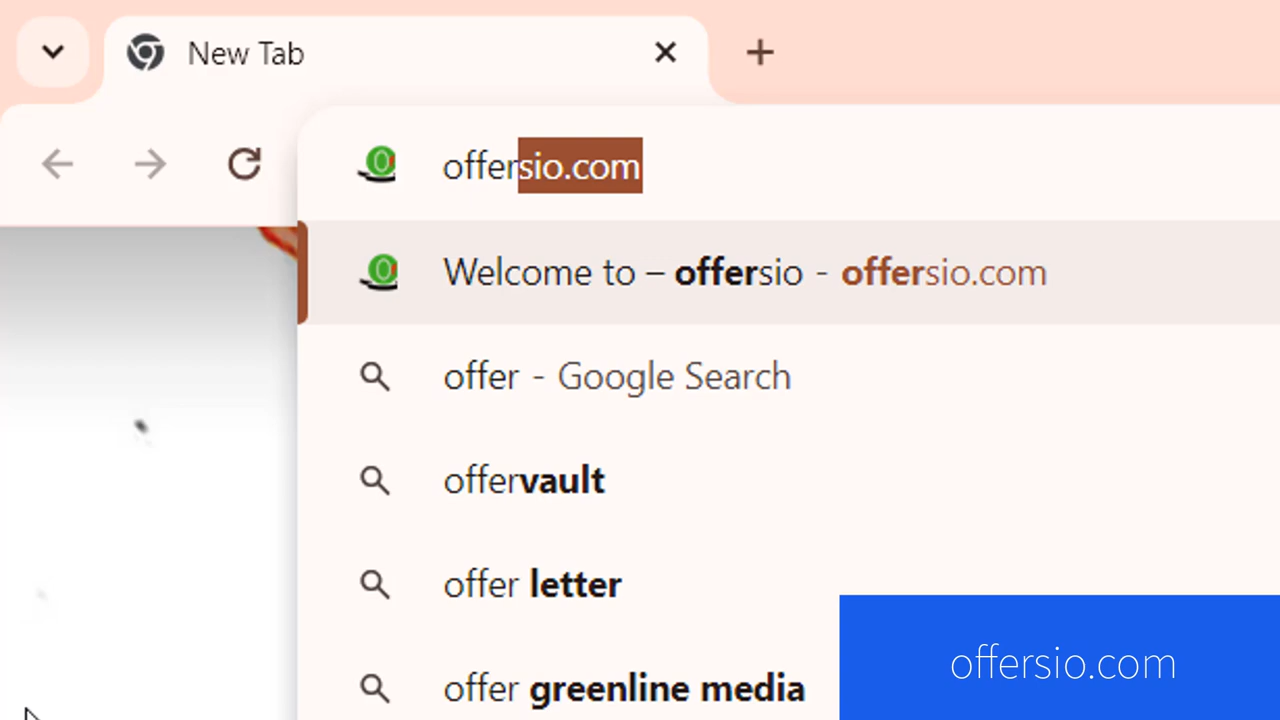 New Tab
offersio.com
Welcome to – offersio - offersio.com
offer - Google Search
offervault
offer letter
offer greenline media
offersio.com